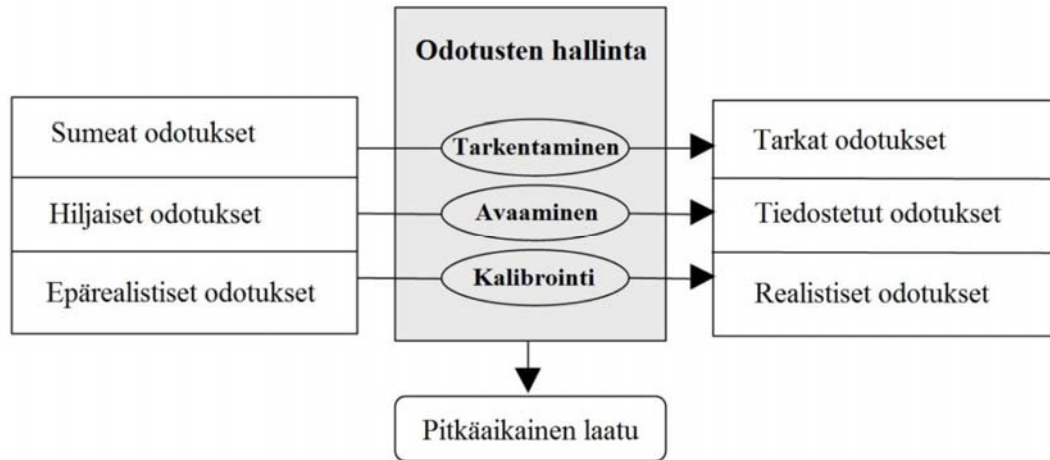 Odotusten hallinta
Sumeat odotukset
Tarkentaminen
Tarkat odotukset
Hiljaiset odotukset
Avaaminen
Tiedostetut odotukset
Epärealistiset odotukset
Kalibrointi
Realistiset odotukset
Pitkäaikainen laatu